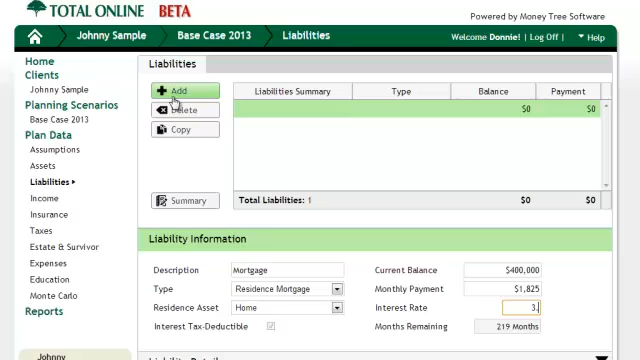 TOTAL ONLINE BETA
Powered by Money Tree Software
Johnny Sample Base Case 2013 Liabilities
Welcome Donnie! | Log Off | Help
Home
Clients
Johnny Sample
Planning Scenarios
Base Case 2013
Plan Data
Assumptions
Assets
Liabilities
Income
Insurance
Taxes
Estate & Survivor
Expenses
Education
Monte Carlo
Reports
Johnny
Liabilities
Add
Delete
Copy
Summary
Liabilities Summary Type Balance Payment
$0 $0
Total Liabilities: 1 $0 $0
Liability Information
Description Mortgage Current Balance $400,000
Type Residence Mortgage Monthly Payment $1,825
Residence Asset Home Interest Rate 3.
Interest Tax-Deductible Months Remaining 219 Months